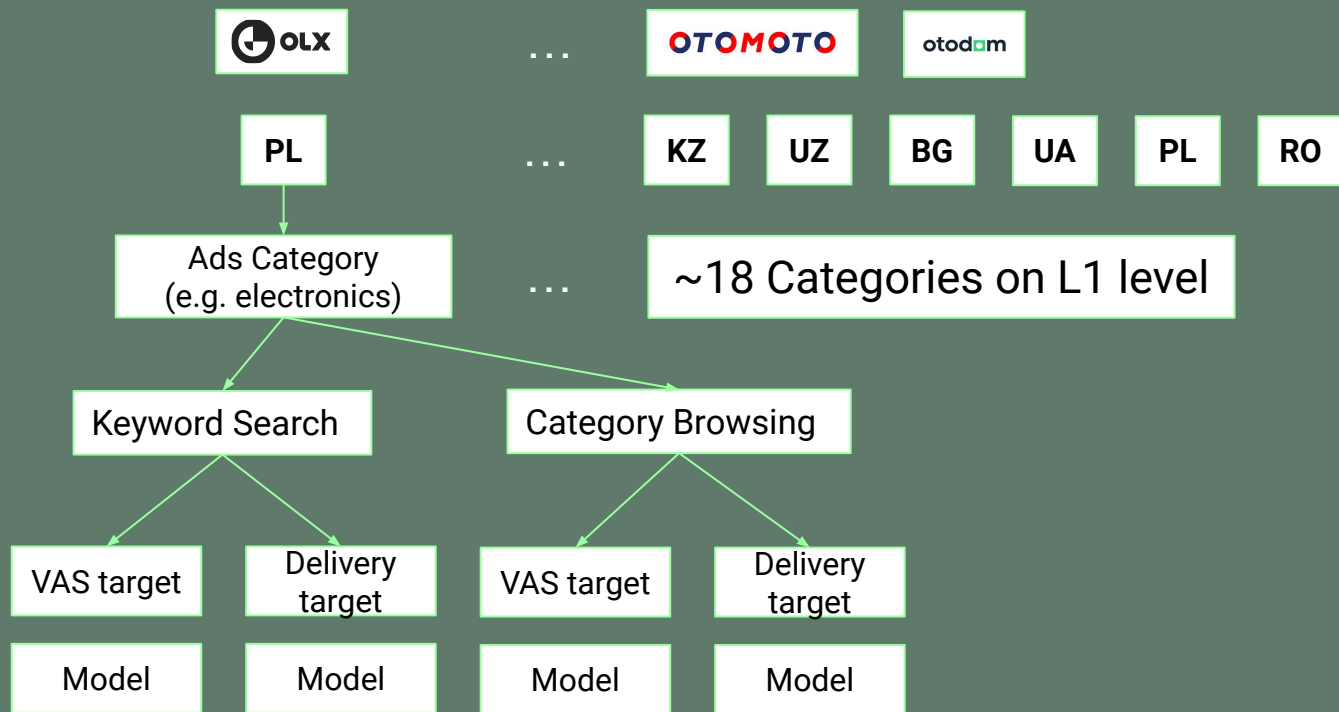 OLX
...
OTOMOTO
otodom
PL
...
KZ
UZ
BG
UA
PL
RO
Ads Category
(e.g. electronics)
...
~18 Categories on L1 level
Keyword Search
Category Browsing
VAS target
Delivery
target
VAS target
Delivery
target
Model
Model
Model
Model